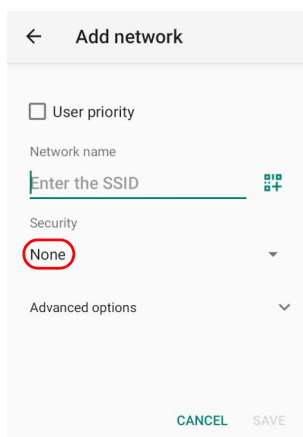 Add network
User priority
Network name
Enter the SSID
Security
None
Advanced options
CANCEL SAVE